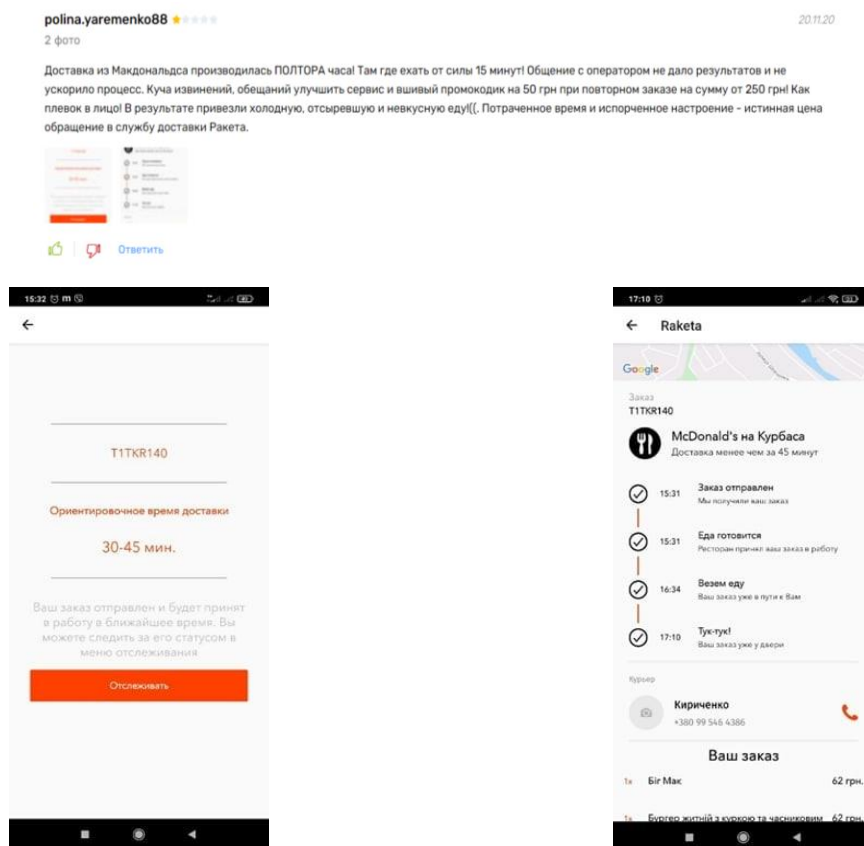 polina.yaremenko88
20.11.20
2 фото
Доставка из Макдональдса производилась ПОЛТОРА часа! Там где ехать от силы 15 минут! Общение с оператором не дало результатов и не
ускорило процесс. Куча извинений, обещаний улучшить сервис и вшивый промокодик на 50 грн при повторном заказе на сумму от 250 грн! Как
плевок в лицо! В результате привезли холодную, отсыревшую и невкусную еду!((. Потраченное время и испорченное настроение - истинная цена
обращение в службу доставки Ракета.
Ответить
15:32
T1TKR140
Ориентировочное время доставки
30-45 мин.
Ваш заказ отправлен и будет принят
в работу в ближайшее время. Вы
можете следить за его статусом в
меню отслеживания
Отслеживать
17:10
Raketa
Google
Заказ
T1TKR140
McDonald's на Курбаса
Доставка менее чем за 45 минут
15:31 Заказ отправлен
Мы получили ваш заказ
15:31 Еда готовится
Ресторан принял ваш заказ в работу
16:34 Везем еду
Ваш заказ уже в пути к Вам
17:10 Тук-тук!
Ваш заказ уже у двери
Курьер
Кириченко
+380 99 546 4386
Ваш заказ
1x Біг Мак 62 грн.
1x Бургер житній з куркою та часниковим 62 грн.